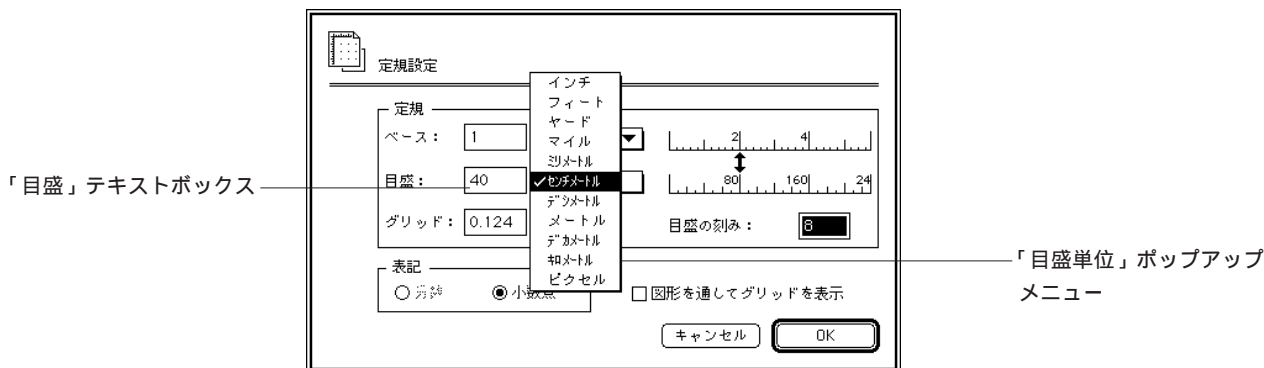 定規設定
インチ
フィート
ヤード
マイル
ミリメートル
✓センチメートル
デシメートル
メートル
デカメートル
キロメートル
ピクセル
定規
ベース： 1
2 4
「目盛」テキストボックス
目盛： 40
80 160 24
グリッド： 0.124
目盛の刻み： 8
「目盛単位」ポップアップ
メニュー
表記
分数 小数点
図形を通してグリッドを表示
キャンセル OK